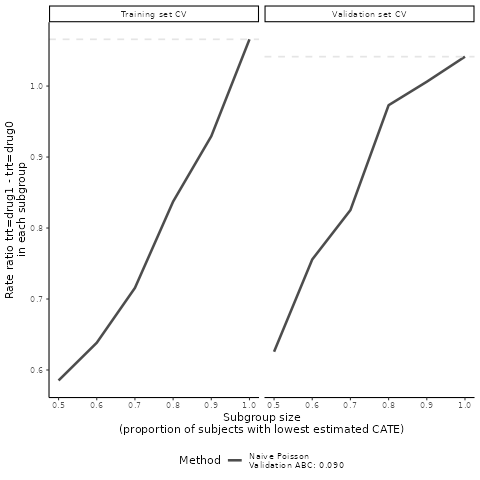 Training set CV
Validation set CV
Rate ratio trt=drug1 - trt=drug0
in each subgroup
1.0
0.9
0.8
0.7
0.6
0.5 0.6 0.7 0.8 0.9 1.0
0.5 0.6 0.7 0.8 0.9 1.0
Subgroup size
(proportion of subjects with lowest estimated CATE)
Method
Naive Poisson
Validation ABC: 0.090